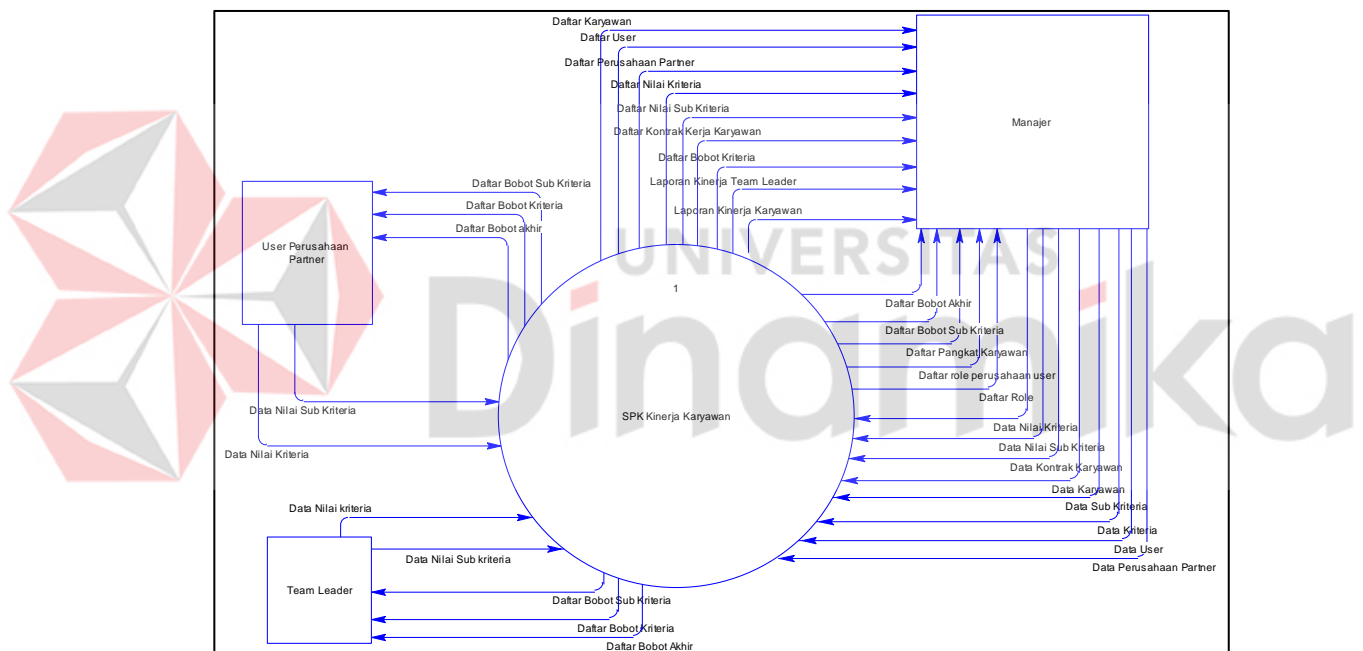 Daftar Karyawan
Daftar User
Daftar Perusahaan Partner
Daftar Nilai Kriteria
Daftar Nilai Sub Kriteria
Daftar Kontrak Kerja Karyawan
Daftar Bobot Kriteria
Laporan Kinerja Team Leader
Laporan Kinerja Karyawan
Manajer
Daftar Bobot Sub Kriteria
Daftar Bobot Kriteria
Daftar Bobot akhir
User Perusahaan
Partner
UNIVERSITAS
Dinamika
1
SPK Kinerja Karyawan
Daftar Bobot Akhir
Daftar Bobot Sub Kriteria
Daftar Pangkat Karyawan
Daftar role perusahaan user
Daftar Role
Data Nilai Kriteria
Data Nilai Sub Kriteria
Data Kontrak Karyawan
Data Karyawan
Data Sub Kriteria
Data Kriteria
Data User
Data Perusahaan Partner
Data Nilai Sub Kriteria
Data Nilai Kriteria
Data Nilai kriteria
Data Nilai Sub kriteria
Team Leader
Daftar Bobot Sub Kriteria
Daftar Bobot Kriteria
Daftar Bobot Akhir